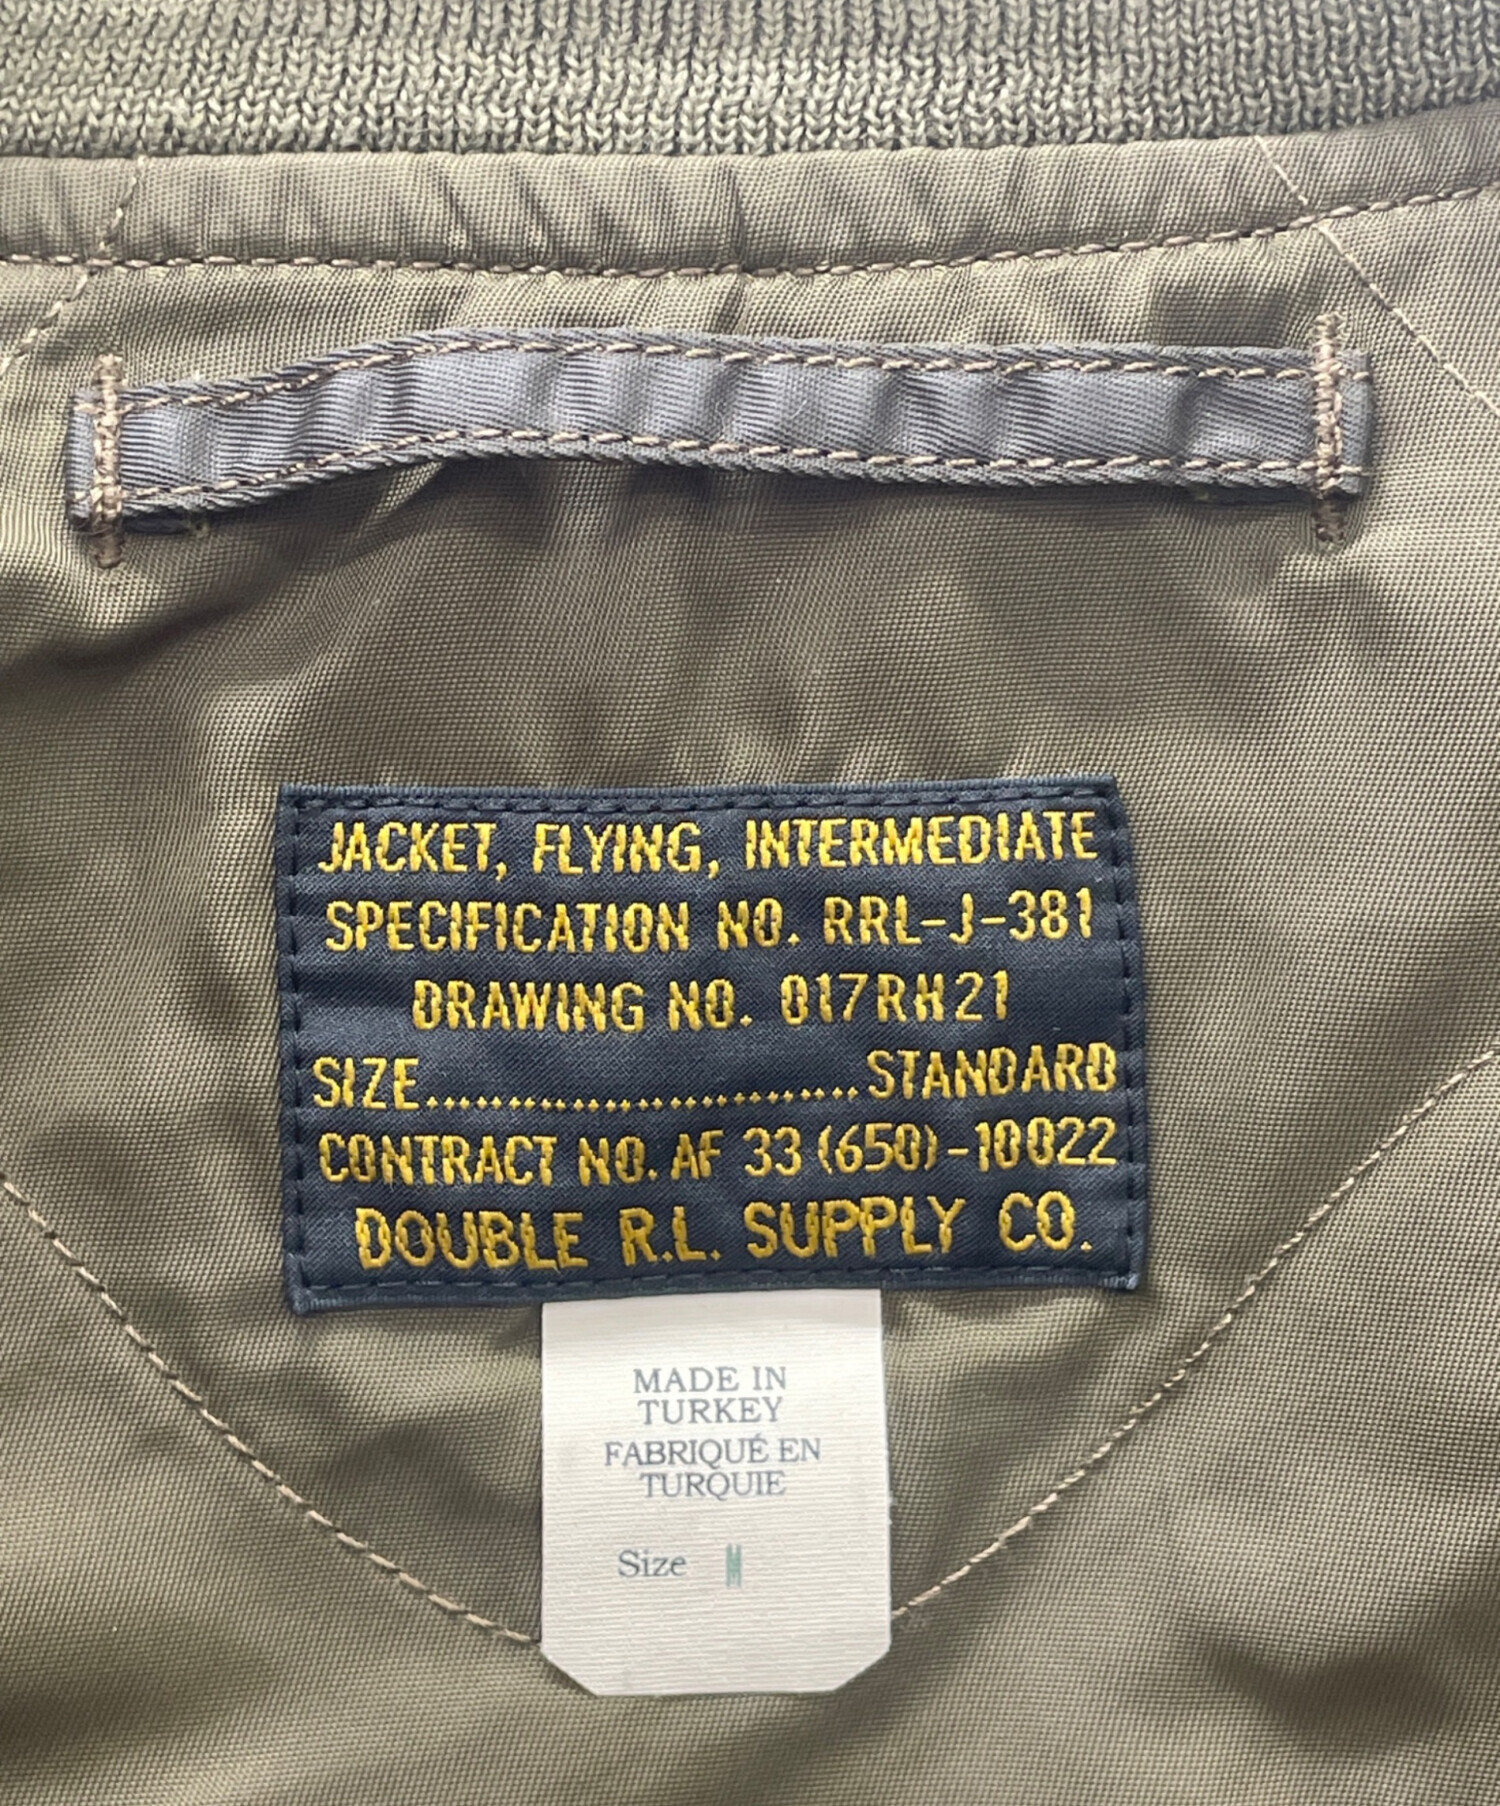 JACKET, FLYING, INTERMEDIATE
SPECIFICATION NO. RRL-J-381
DRAWING NO. 017RH21
SIZE..............................STANDARD
CONTRACT NO. AF 33 (650)-10022
DOUBLE R.L. SUPPLY CO.
MADE IN
TURKEY
FABRIQUÉ EN
TURQUIE
Size M